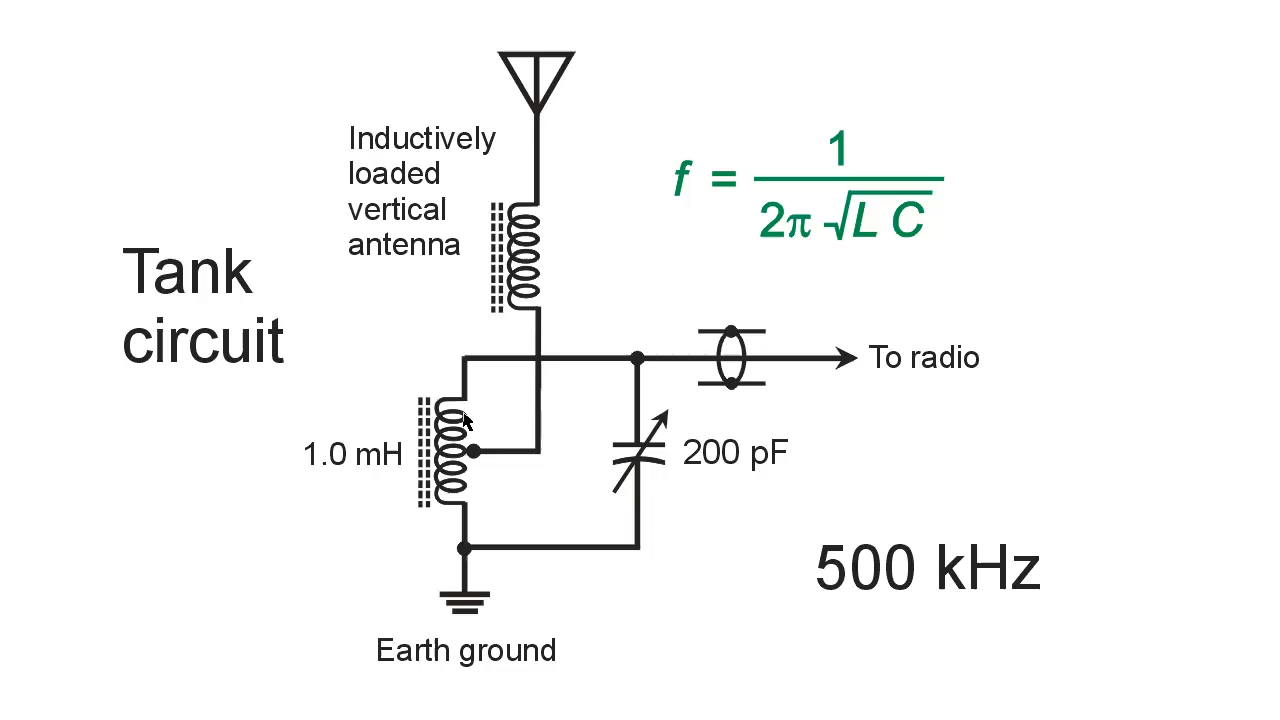 Inductively
loaded
vertical
antenna
f = 1 / 2π √L C
Tank
circuit
To radio
1.0 mH
200 pF
500 kHz
Earth ground